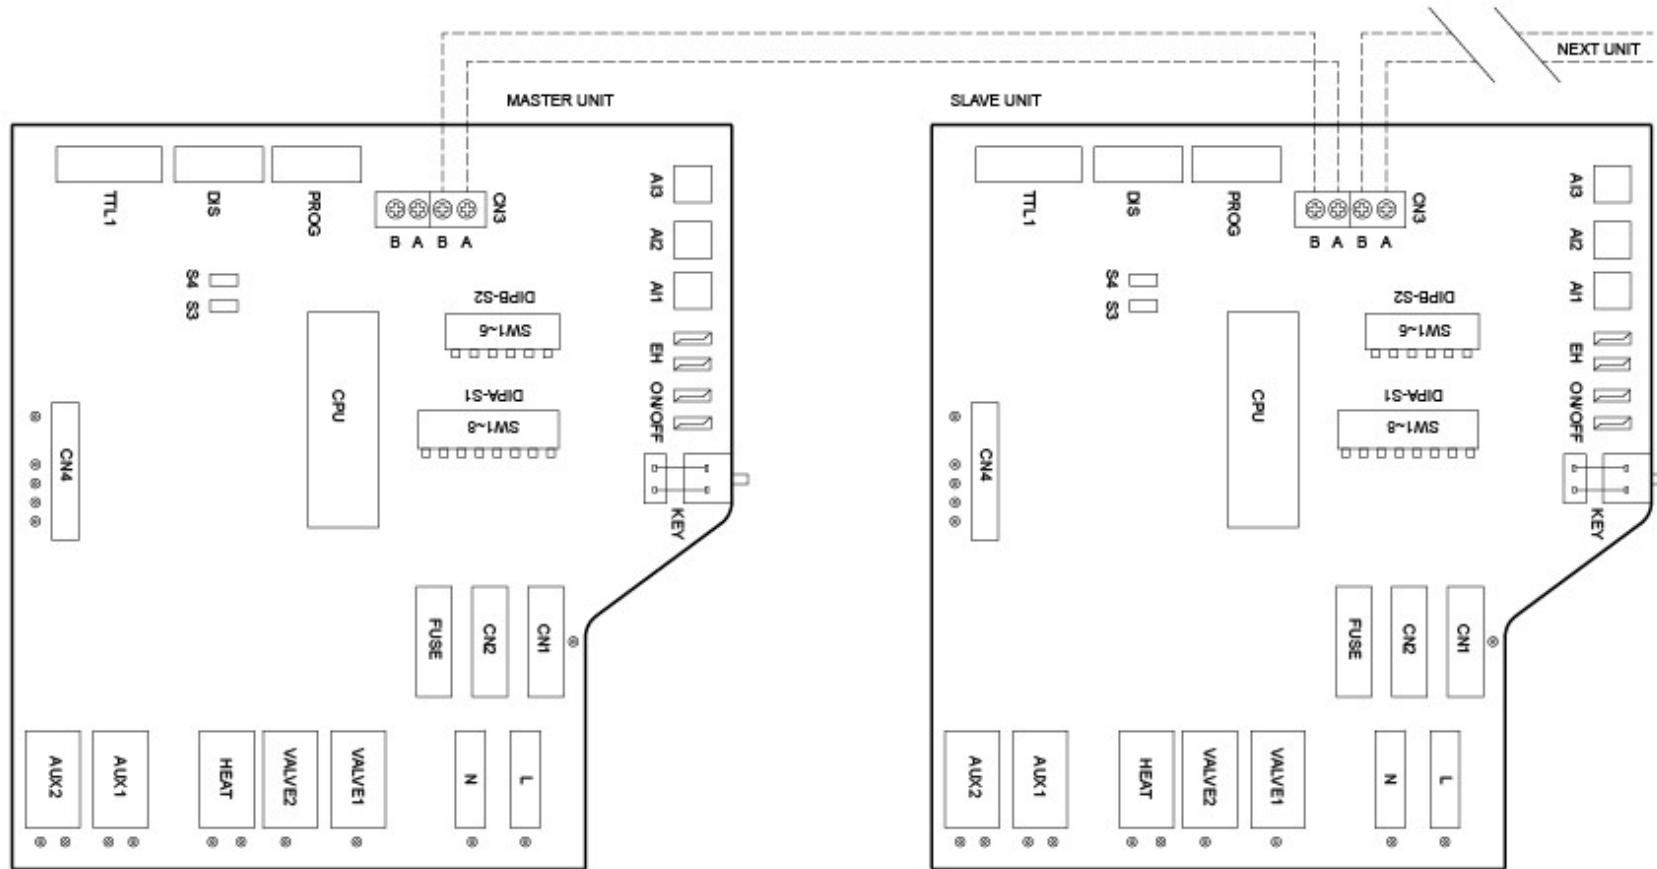 NEXT UNIT
MASTER UNIT
SLAVE UNIT
TTL1
DIS
PROG
CN3
B A B A
AI3
AI2
AI1
S4
S3
DIPB-S2
SW1~6
EH
DIPA-S1
SW1~8
ON/OFF
CPU
CN4
KEY
FUSE
CN2
CN1
AUX2
AUX1
HEAT
VALVE2
VALVE1
N
L
TTL1
DIS
PROG
CN3
B A B A
AI3
AI2
AI1
S4
S3
DIPB-S2
SW1~6
EH
DIPA-S1
SW1~8
ON/OFF
CPU
CN4
KEY
FUSE
CN2
CN1
AUX2
AUX1
HEAT
VALVE2
VALVE1
N
L